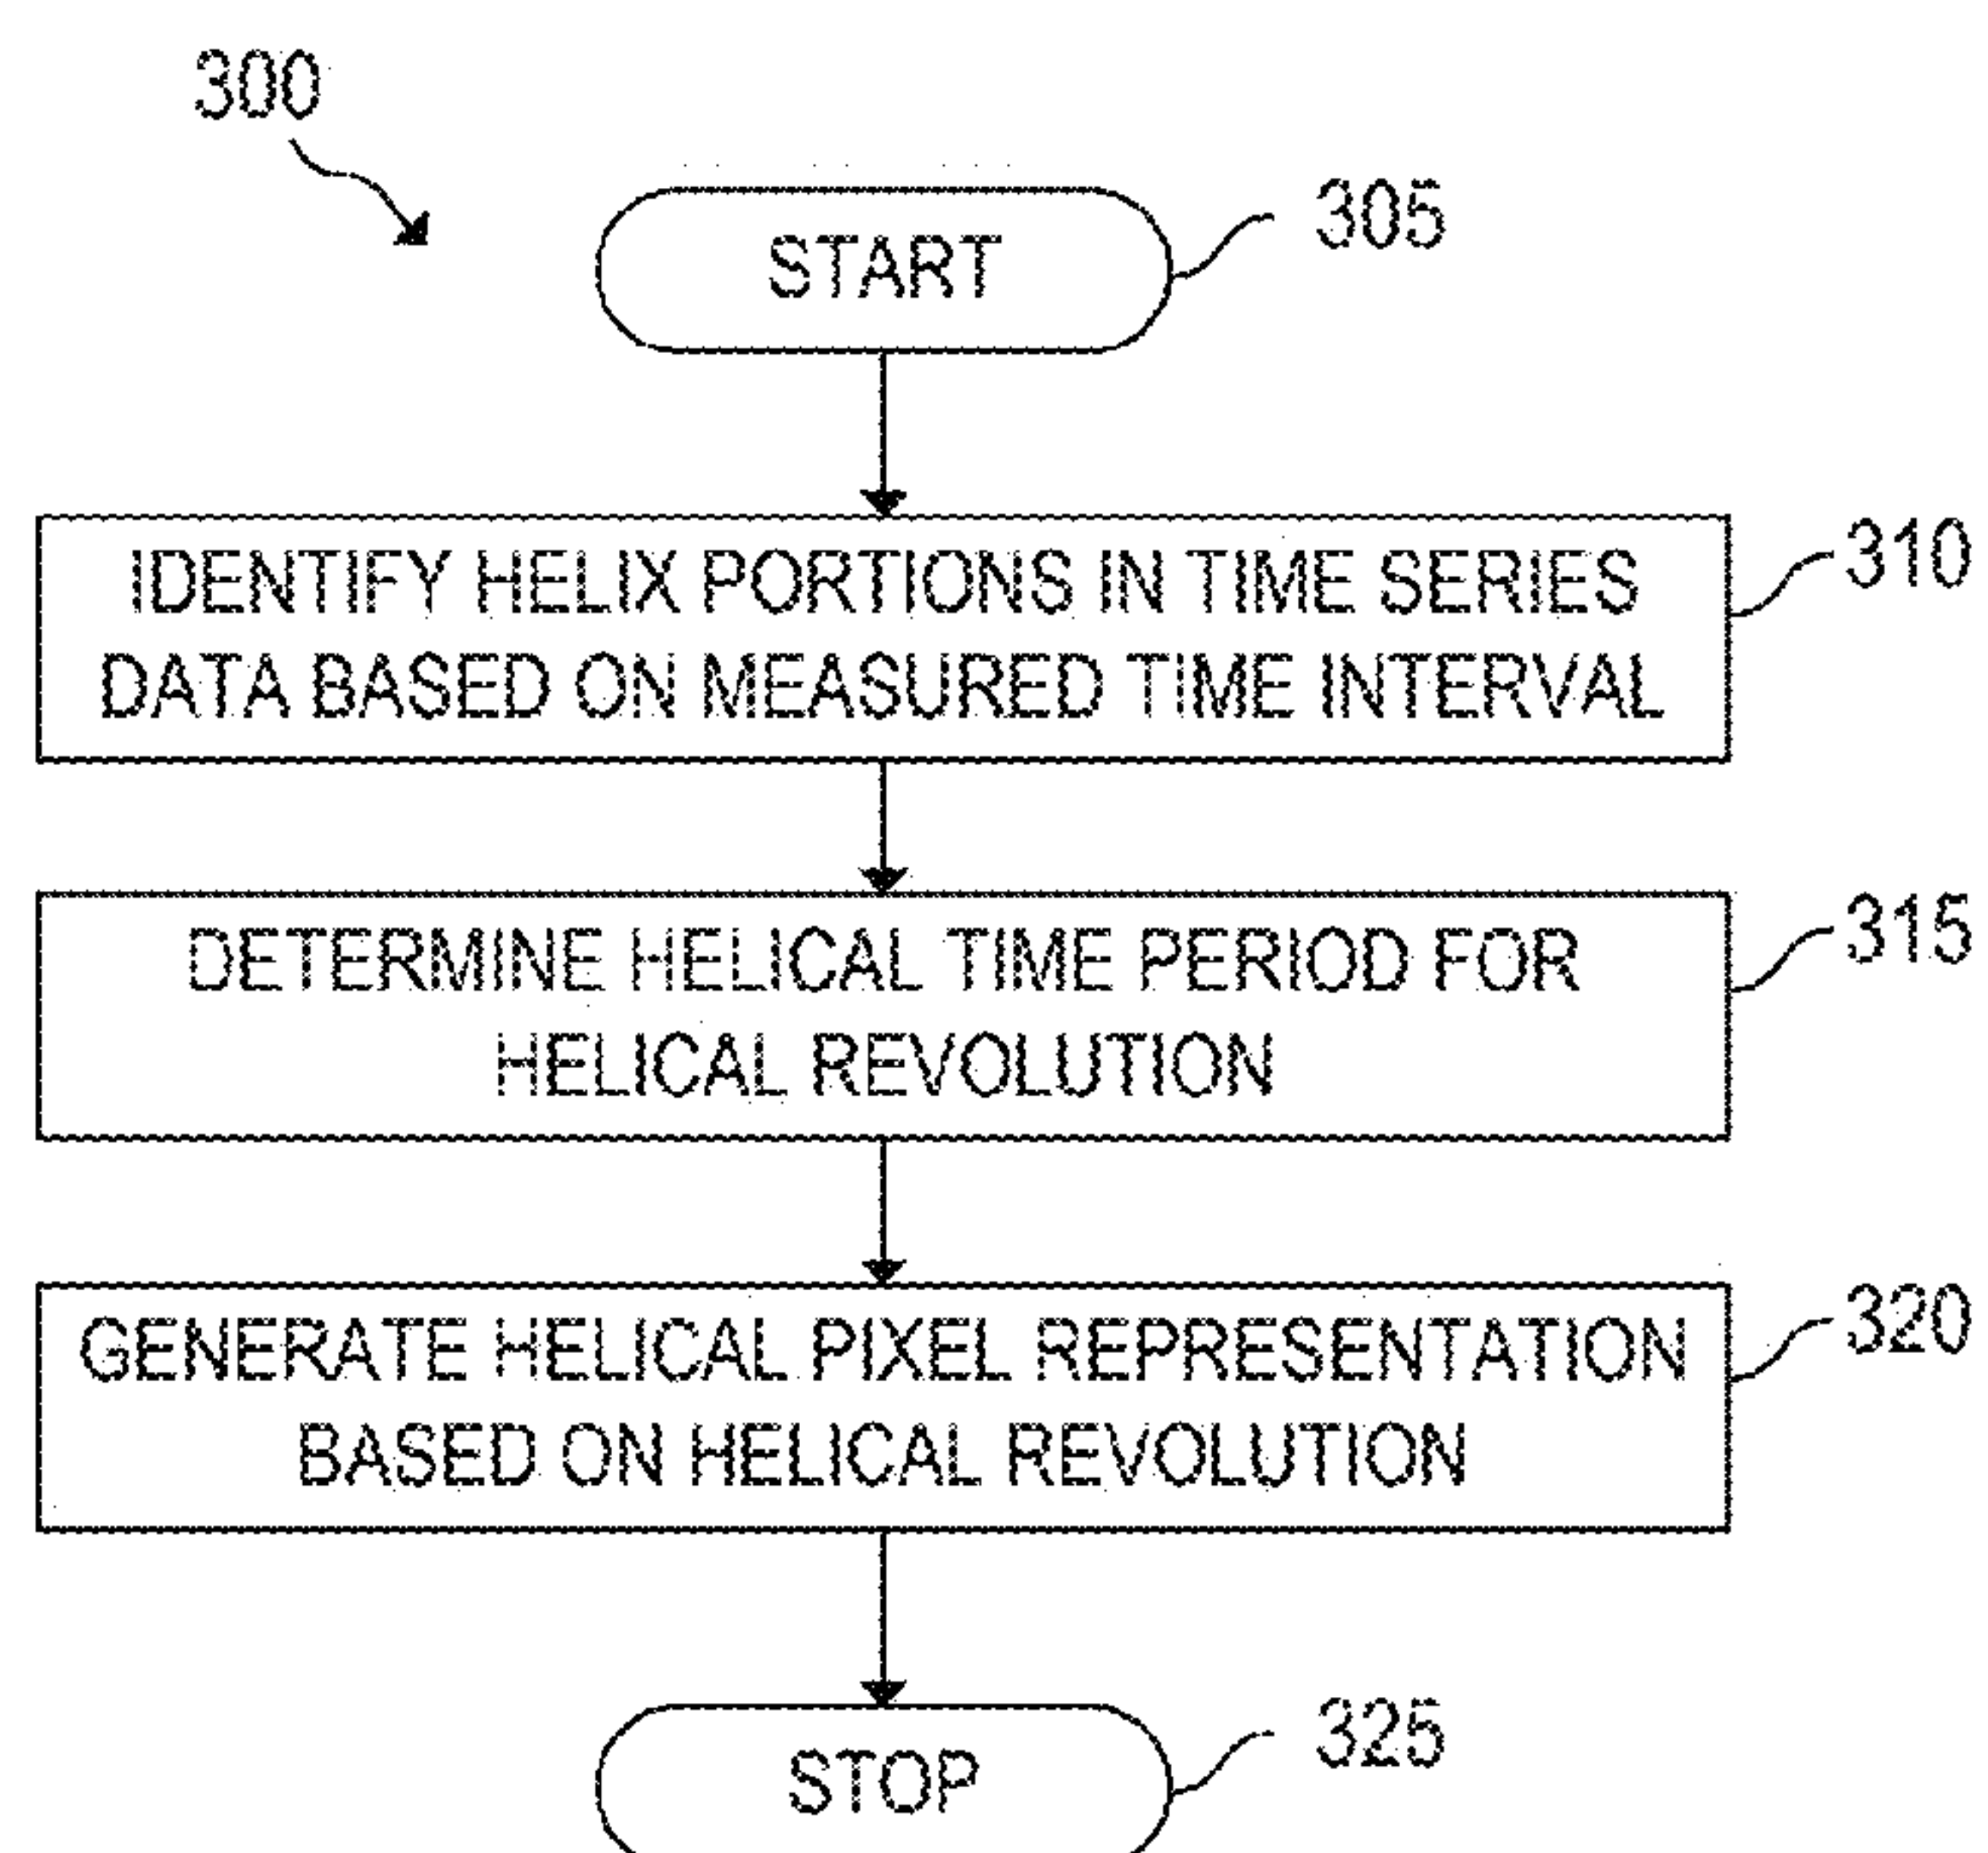 300
START
305
IDENTIFY HELIX PORTIONS IN TIME SERIES
DATA BASED ON MEASURED TIME INTERVAL
310
DETERMINE HELICAL TIME PERIOD FOR
HELICAL REVOLUTION
315
GENERATE HELICAL PIXEL REPRESENTATION
BASED ON HELICAL REVOLUTION
320
STOP
325